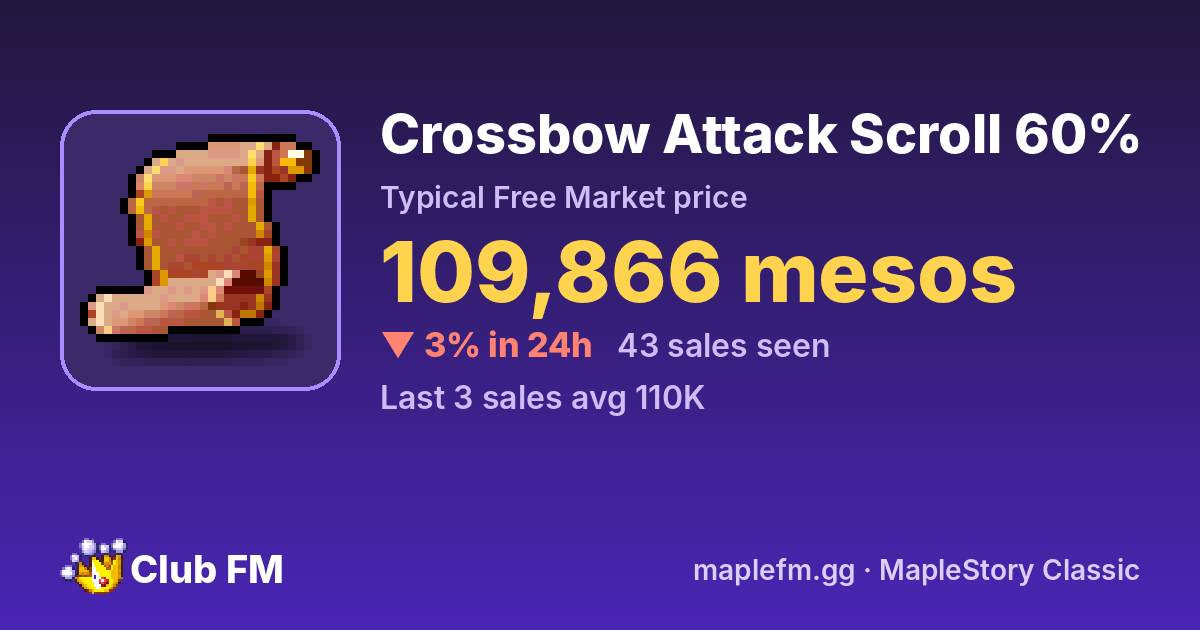 Crossbow Attack Scroll 60%
Typical Free Market price
109,866 mesos
▼ 3% in 24h 43 sales seen
Last 3 sales avg 110K
Club FM
maplefm.gg · MapleStory Classic